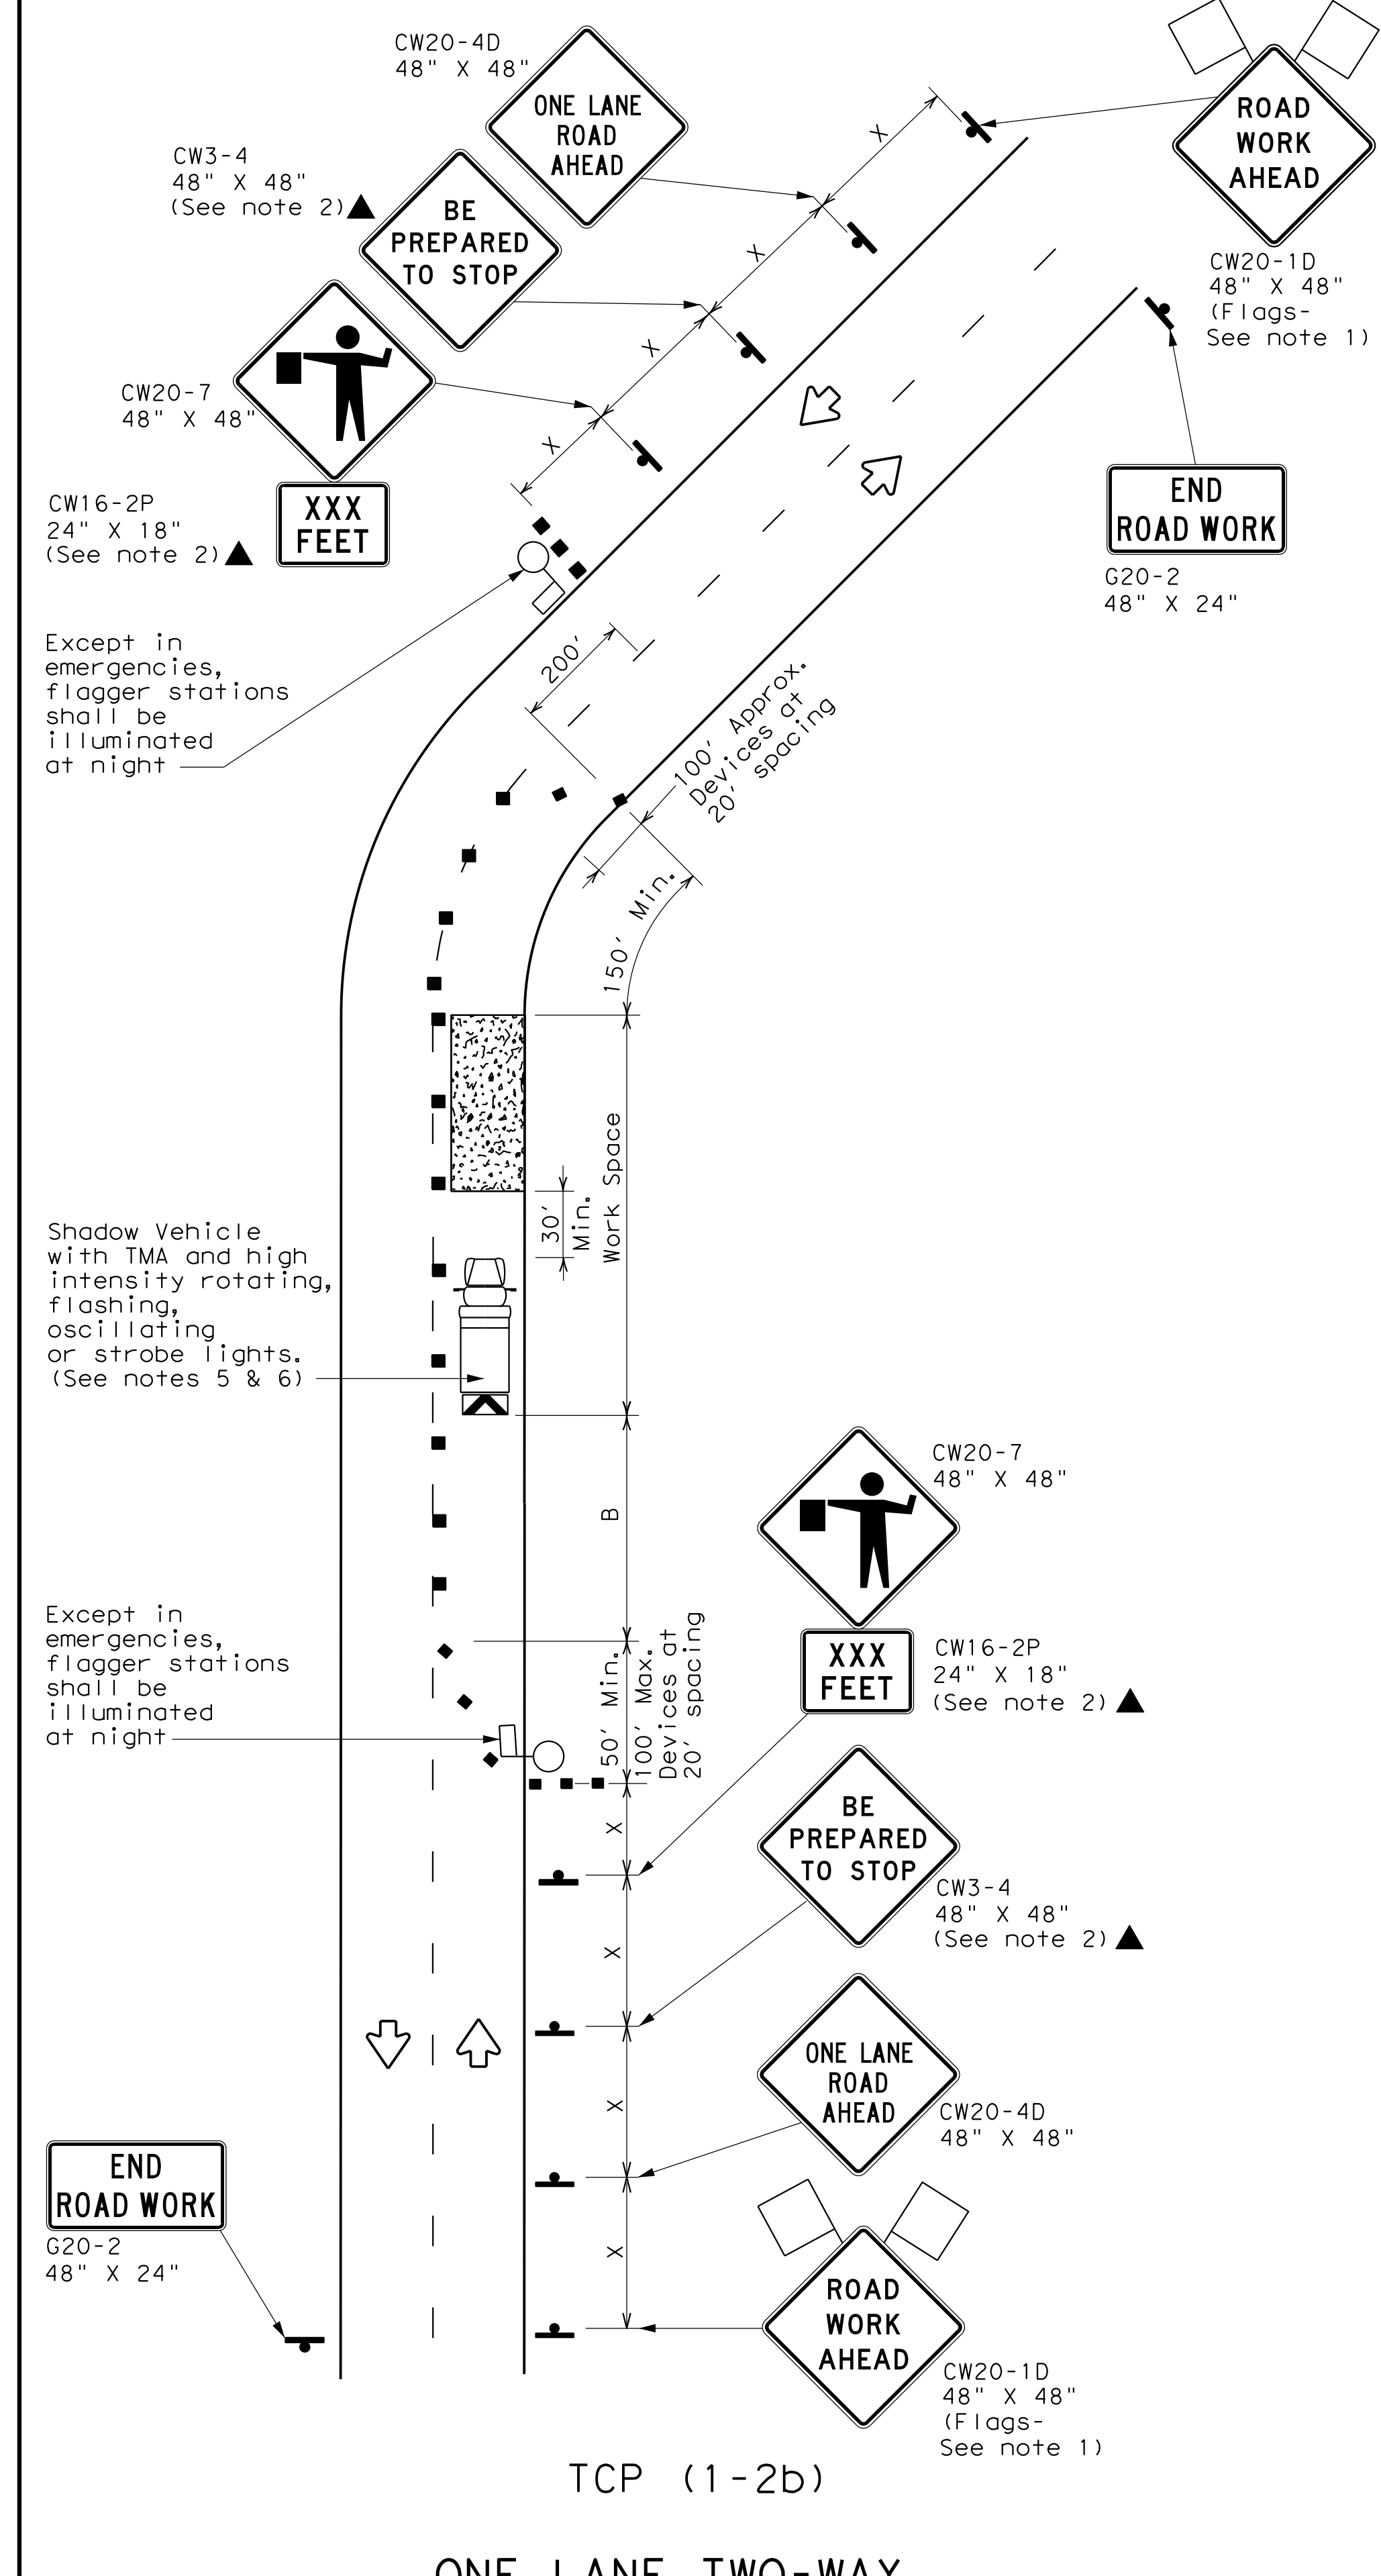 CW20-4D
48" X 48"
ONE LANE
ROAD
AHEAD
ROAD
WORK
AHEAD
CW20-1D
48" X 48"
(Flags-
See note 1)
CW3-4
48" X 48"
(See note 2)
BE
PREPARED
TO STOP
X
X
X
X
CW20-7
48" X 48"
CW16-2P
24" X 18"
(See note 2)
XXX
FEET
END
ROAD WORK
G20-2
48" X 24"
Except in
emergencies,
flagger stations
shall be
illuminated
at night
200'
100' Approx.
Devices at
20' spacing
150' Min.
Work Space
30'
Min.
Shadow Vehicle
with TMA and high
intensity rotating,
flashing,
oscillating
or strobe lights.
(See notes 5 & 6)
B
CW20-7
48" X 48"
XXX
FEET
CW16-2P
24" X 18"
(See note 2)
Except in
emergencies,
flagger stations
shall be
illuminated
at night
50' Min.
100' Max.
Devices at
20' spacing
X
BE
PREPARED
TO STOP
CW3-4
48" X 48"
(See note 2)
X
ONE LANE
ROAD
AHEAD
CW20-4D
48" X 48"
X
END
ROAD WORK
G20-2
48" X 24"
X
ROAD
WORK
AHEAD
CW20-1D
48" X 48"
(Flags-
See note 1)
TCP (1-2b)
ONE LANE TWO-WAY